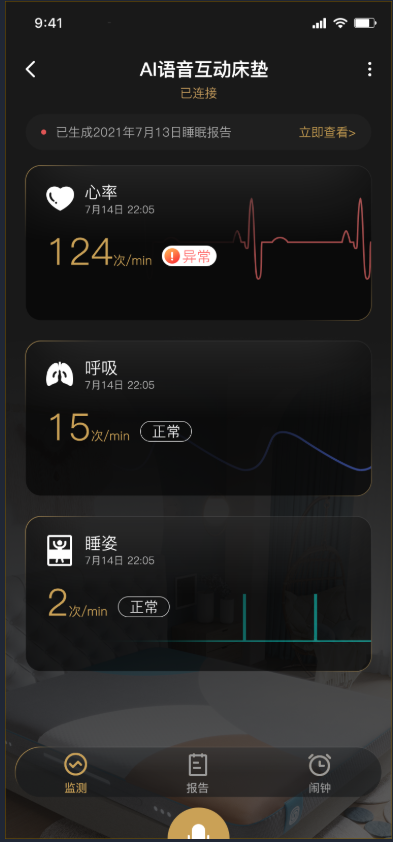 9:41
AI语音互动床垫
已连接
已生成2021年7月13日睡眠报告 立即查看>
心率
7月14日 22:05
124次/min 异常
呼吸
7月14日 22:05
15次/min 正常
睡姿
7月14日 22:05
2次/min 正常
监测 报告 闹钟